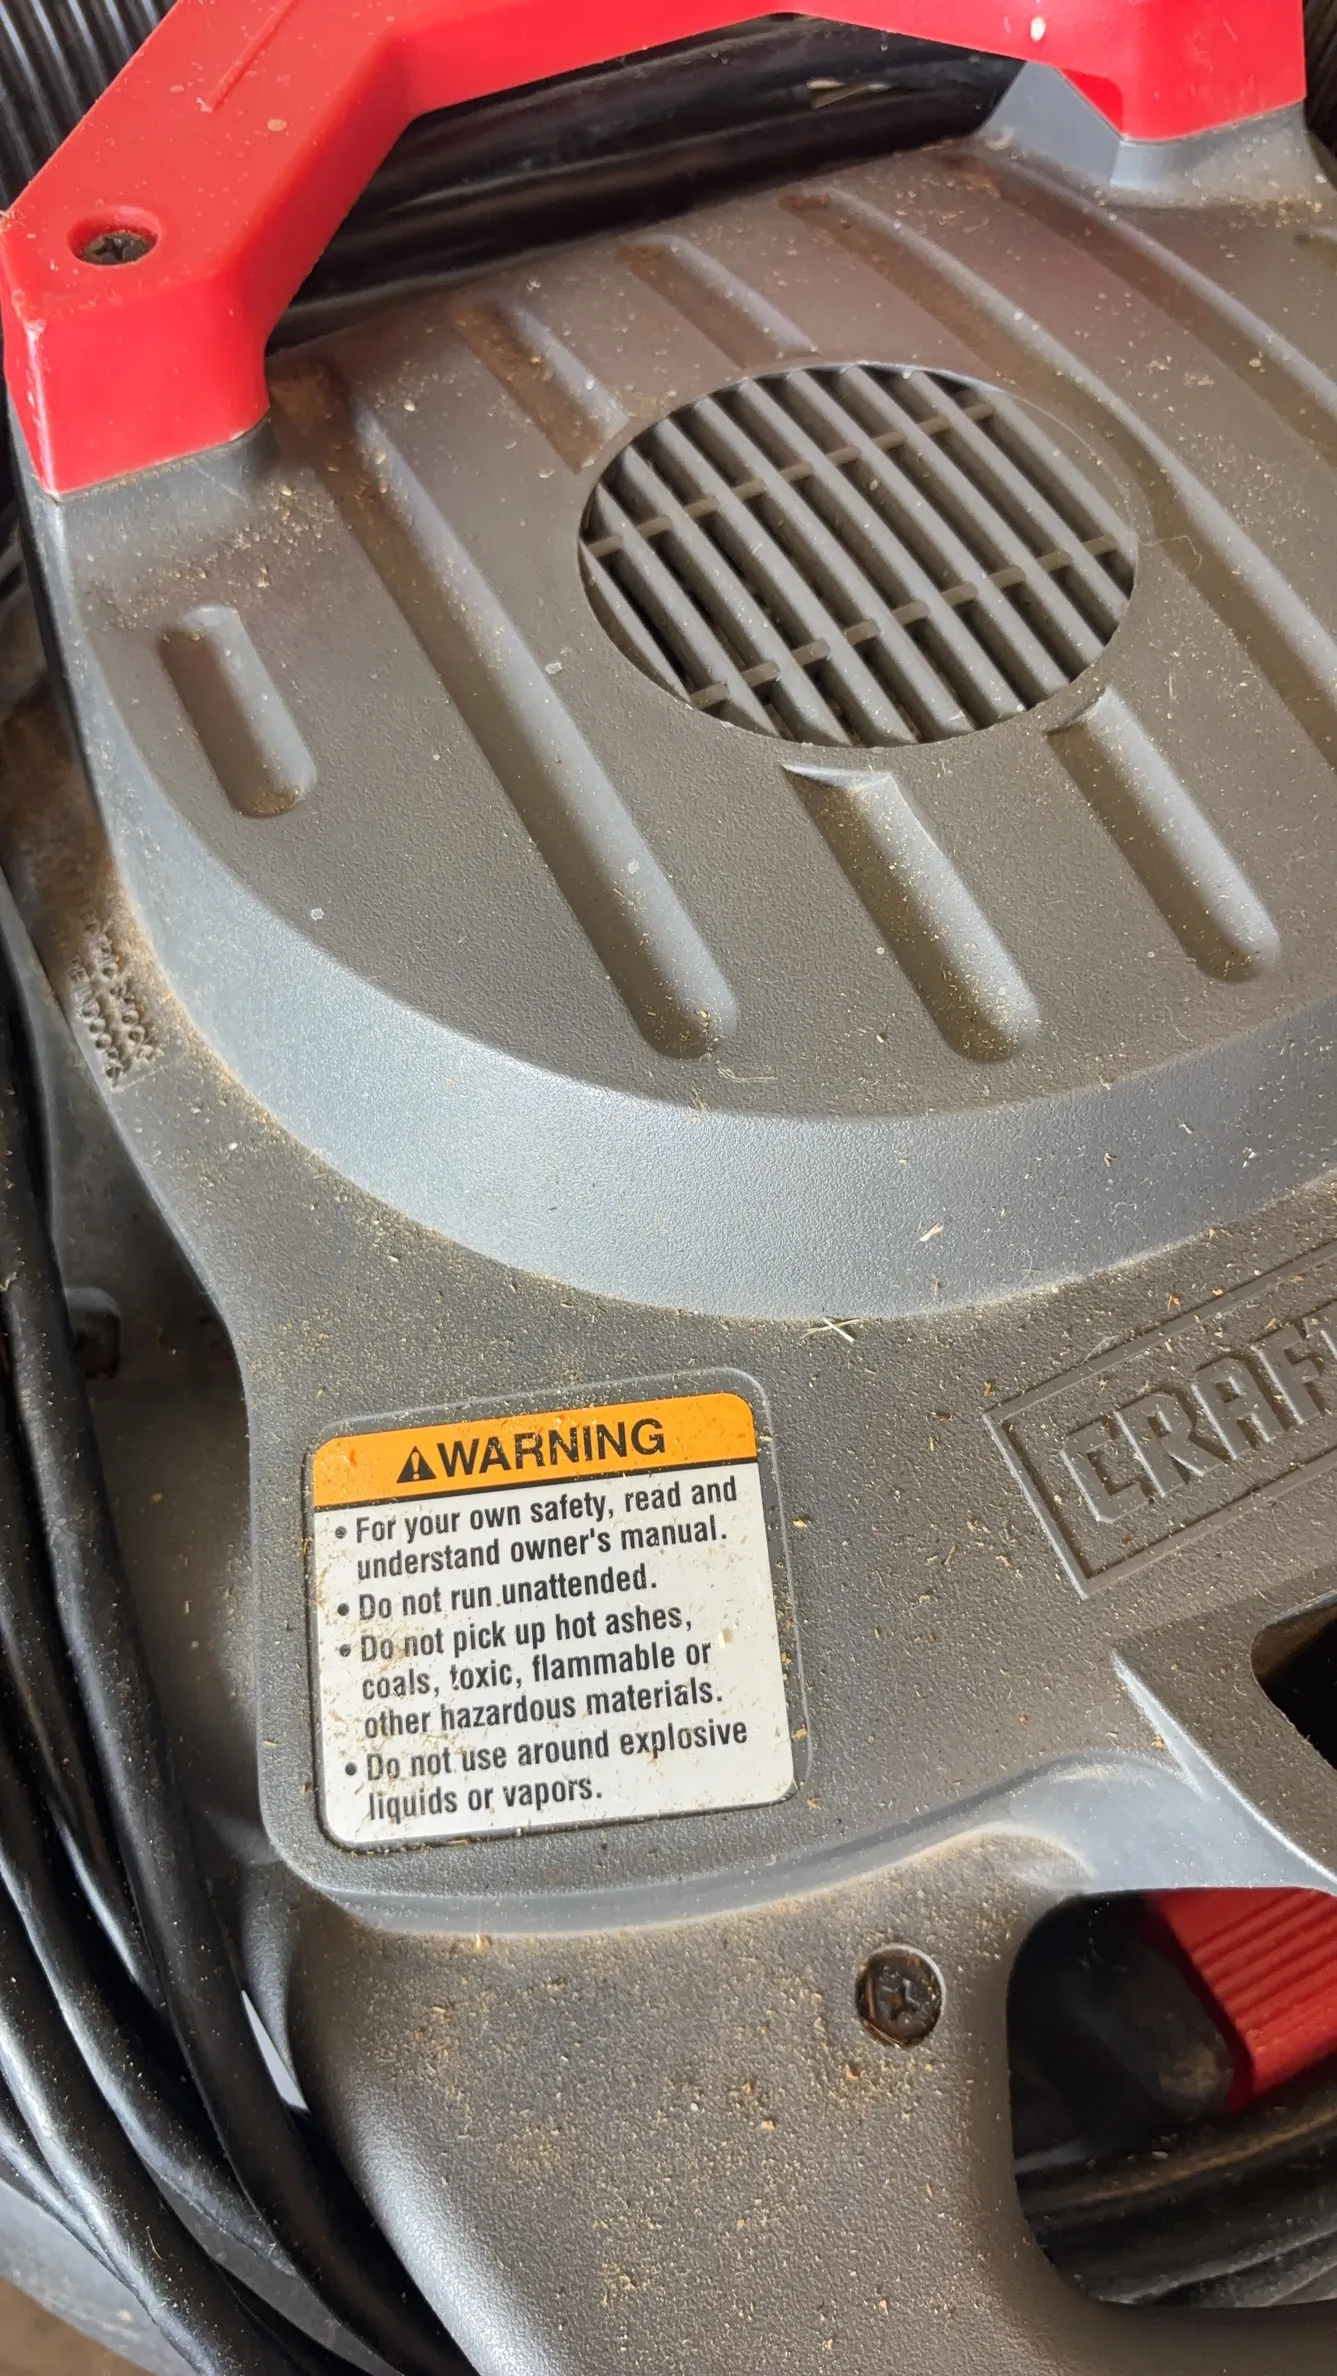 ⚠WARNING
• For your own safety, read and
understand owner's manual.
• Do not run unattended.
• Do not pick up hot ashes,
coals, toxic, flammable or
other hazardous materials.
• Do not use around explosive
liquids or vapors.